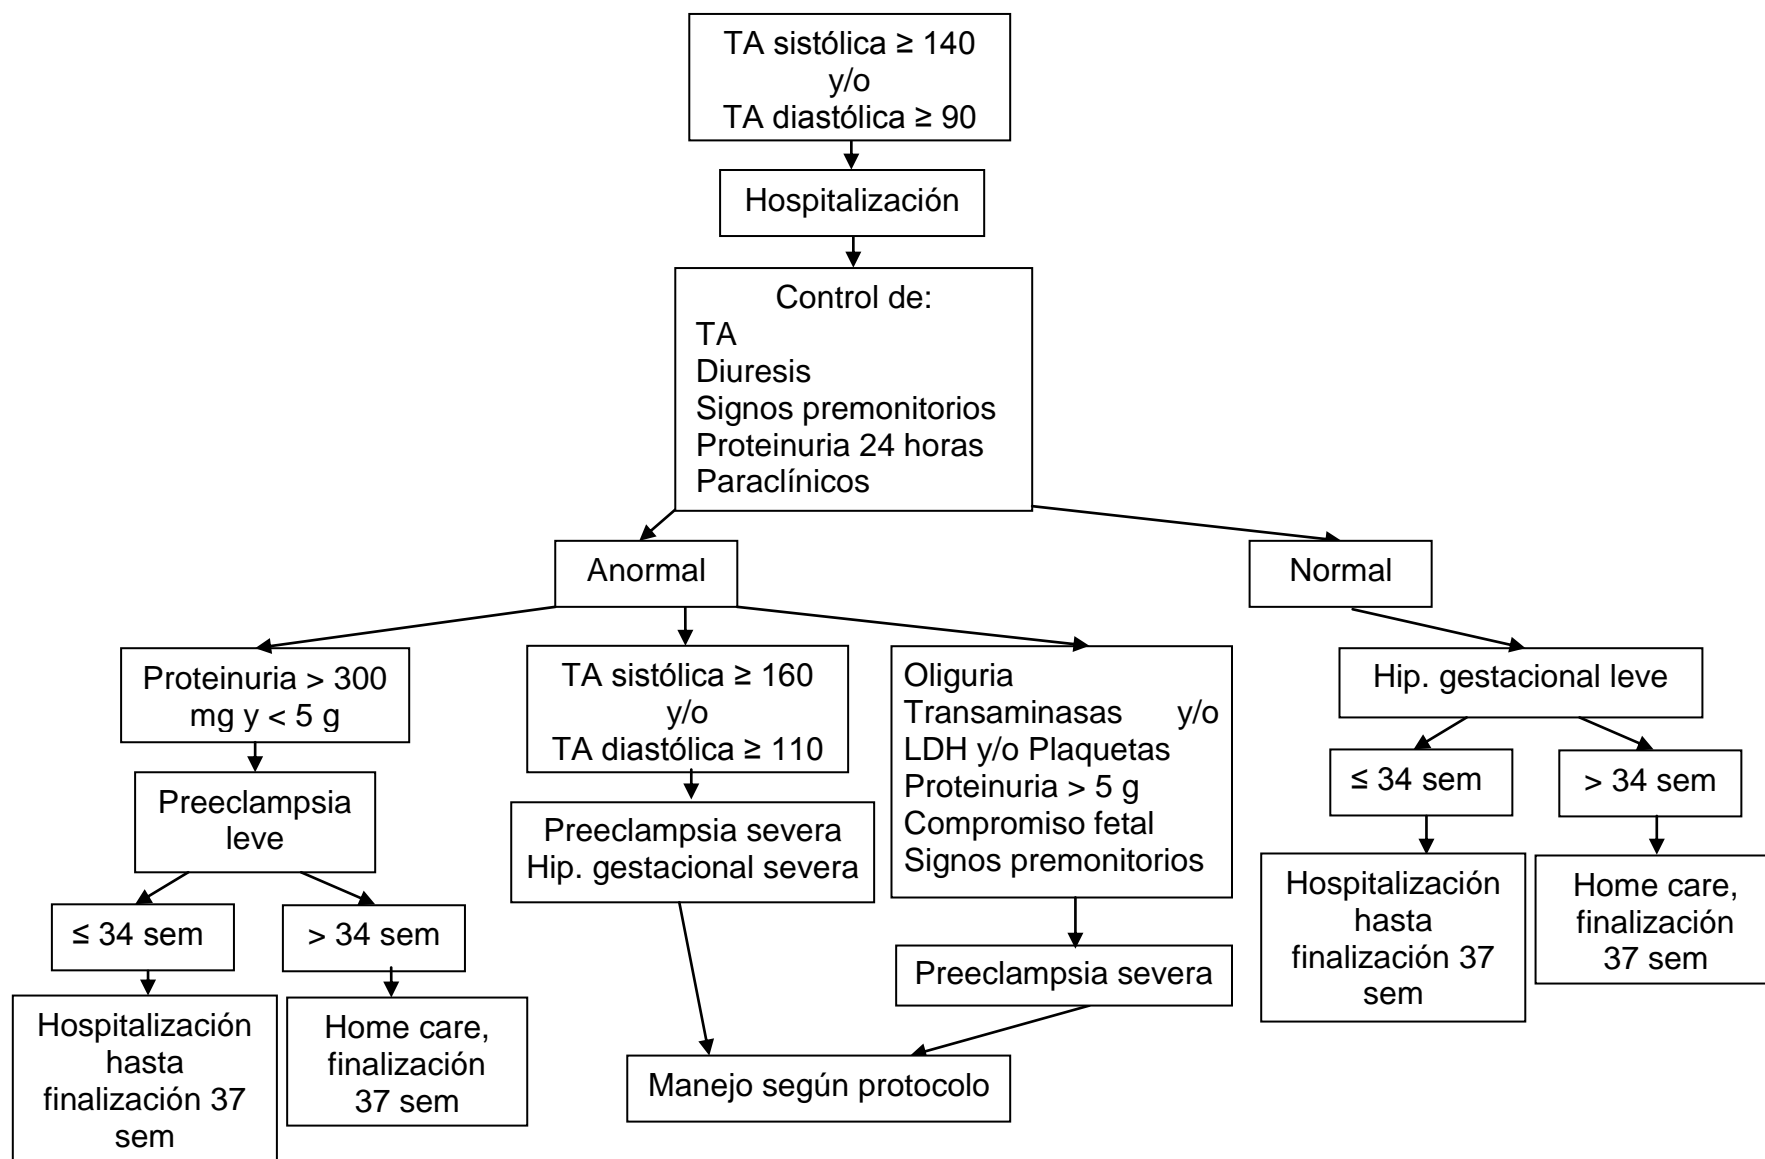 TA sistólica ≥ 140
y/o
TA diastólica ≥ 90
Hospitalización
Control de:
TA
Diuresis
Signos premonitorios
Proteinuria 24 horas
Paraclínicos
Anormal
Normal
Proteinuria > 300
mg y < 5 g
Preeclampsia
leve
≤ 34 sem
> 34 sem
Hospitalización
hasta
finalización 37
sem
Home care,
finalización
37 sem
TA sistólica ≥ 160
y/o
TA diastólica ≥ 110
Preeclampsia severa
Hip. gestacional severa
Oliguria
Transaminasas y/o
LDH y/o Plaquetas
Proteinuria > 5 g
Compromiso fetal
Signos premonitorios
Preeclampsia severa
Manejo según protocolo
Hip. gestacional leve
≤ 34 sem
> 34 sem
Hospitalización
hasta
finalización 37
sem
Home care,
finalización
37 sem